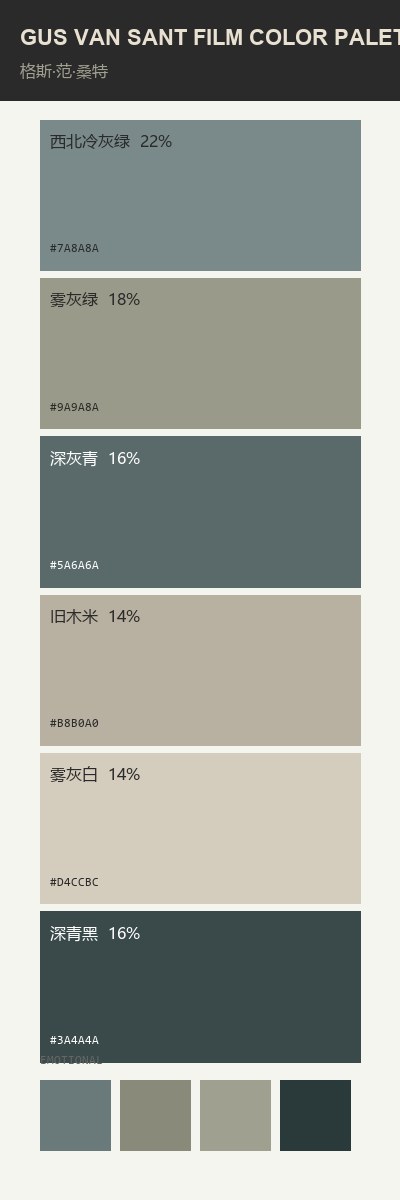 GUS VAN SANT FILM COLOR PALET
格斯·范·桑特
西北冷灰绿 22%
#7A8A8A
雾灰绿 18%
#9A9A8A
深灰青 16%
#5A6A6A
旧木米 14%
#B8B0A0
雾灰白 14%
#D4CCBC
深青黑 16%
#3A4A4A
EMOTIONAL